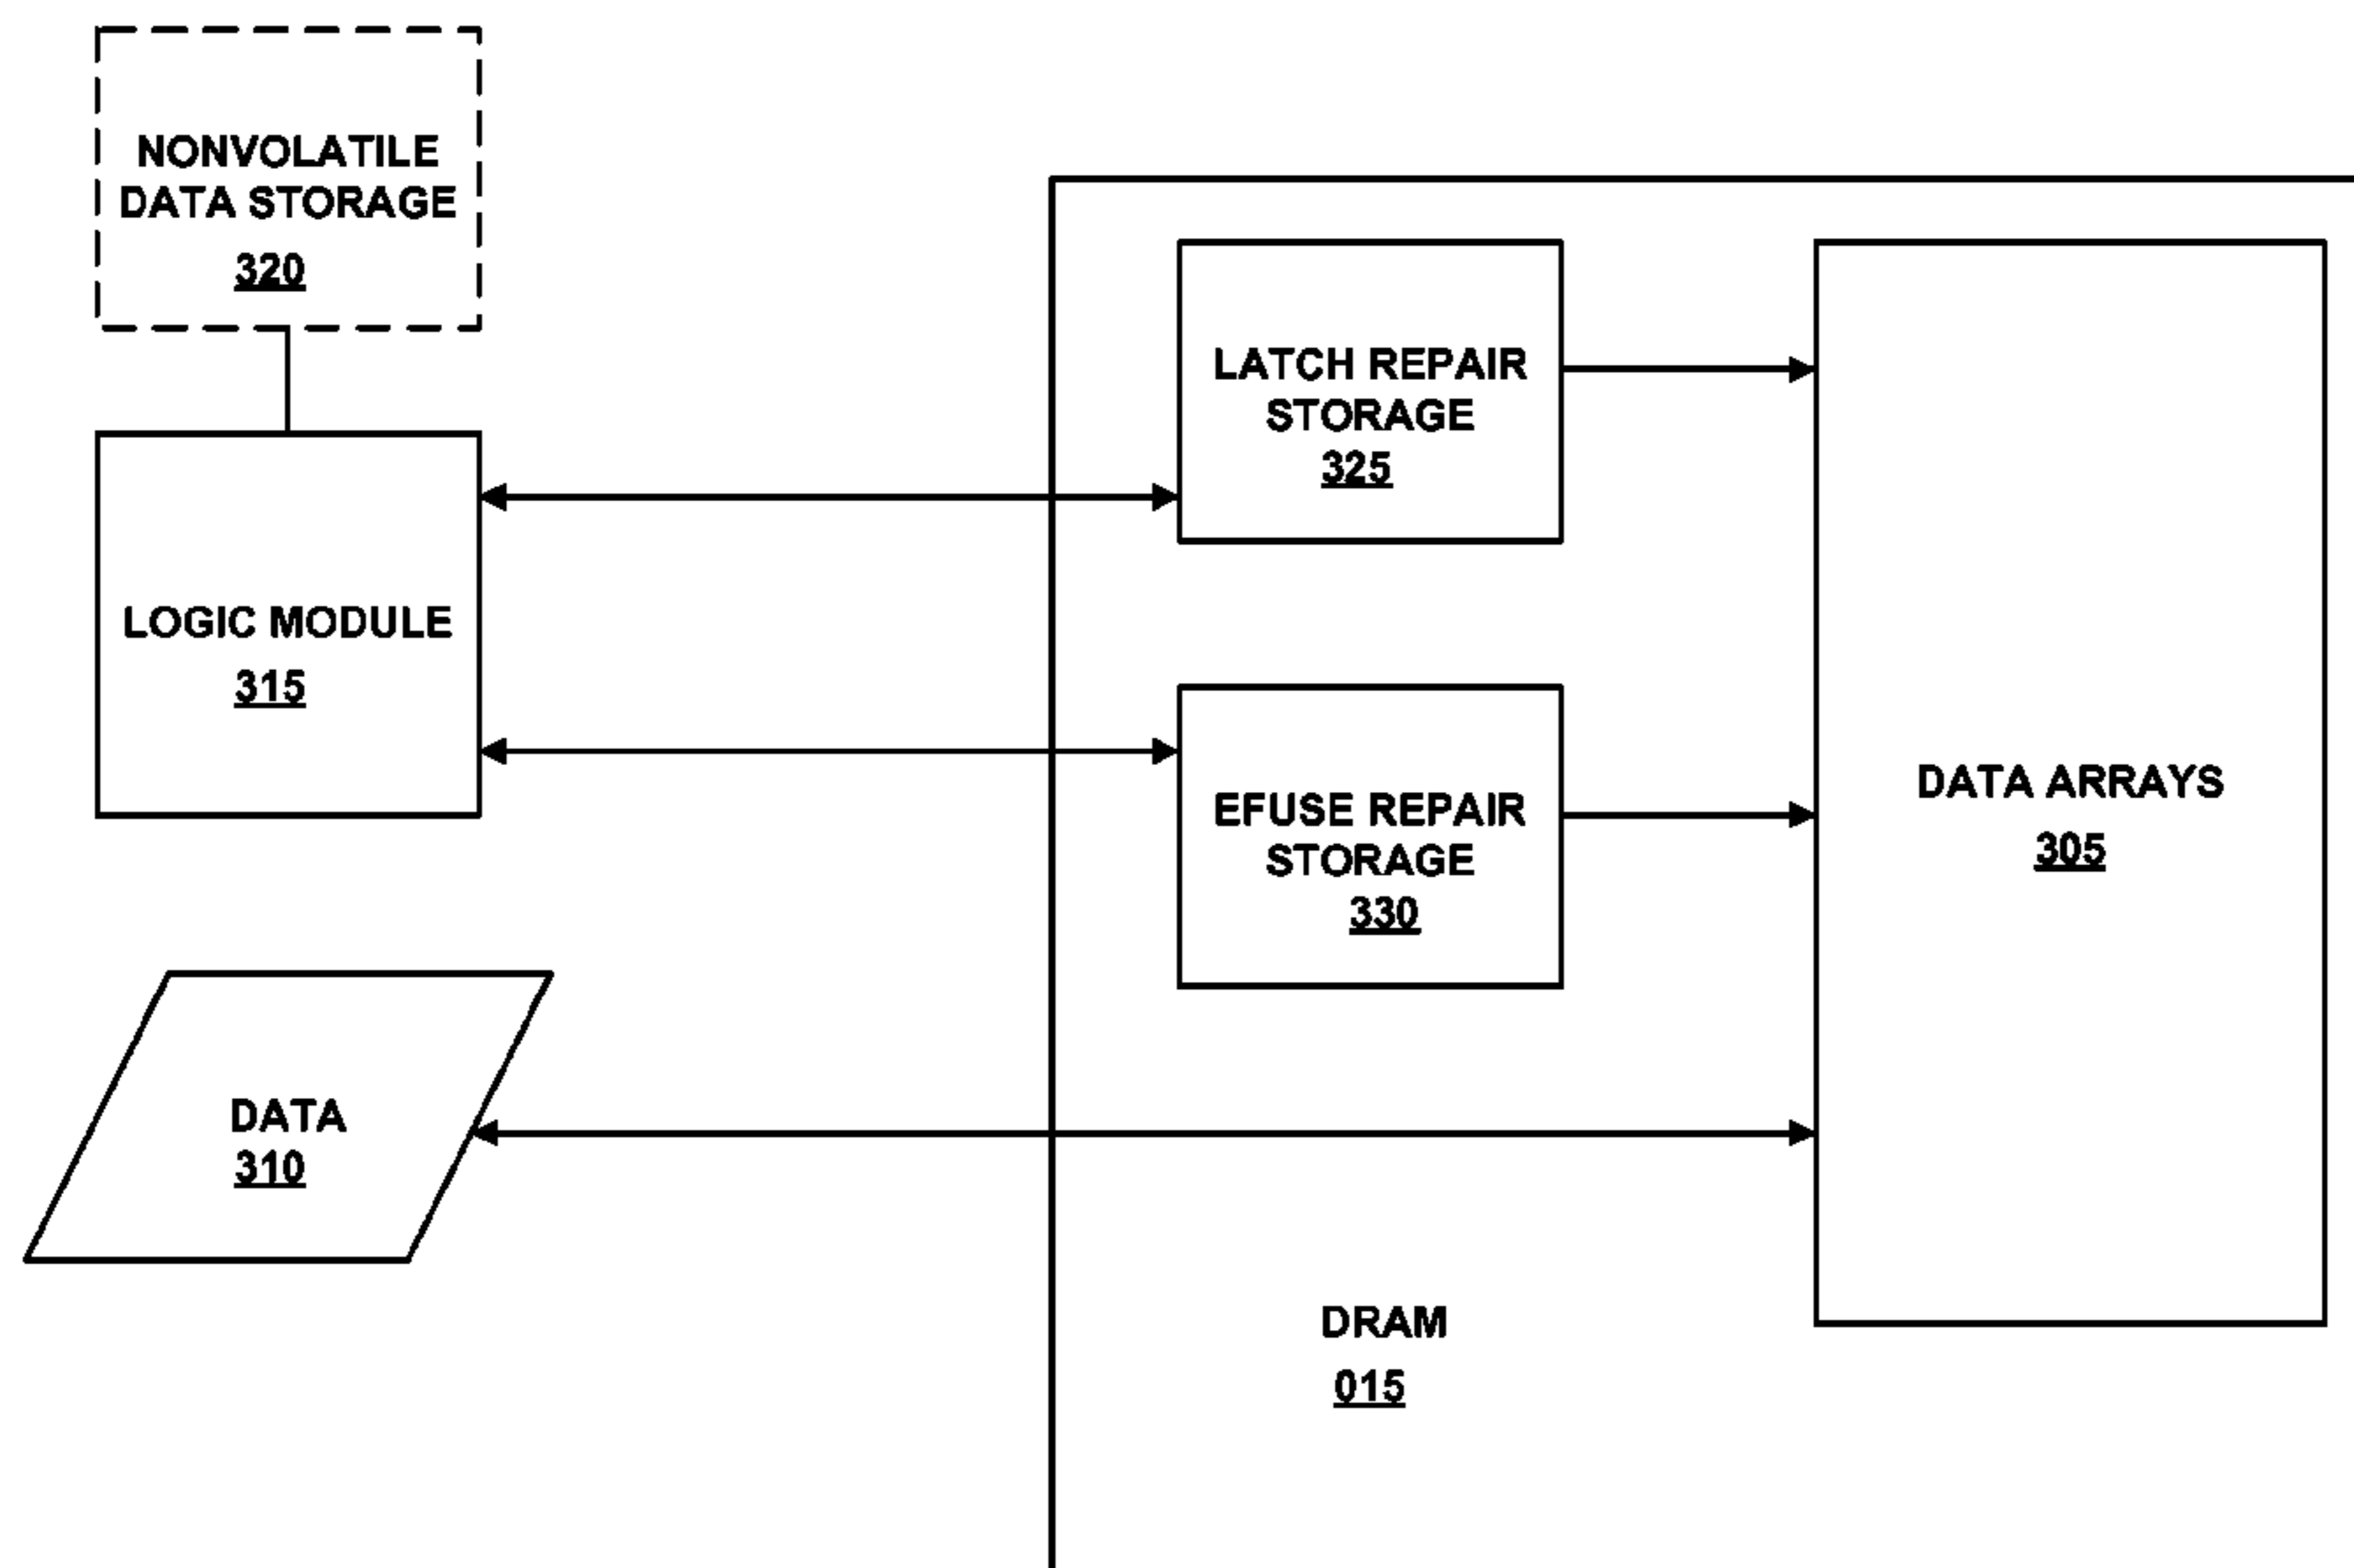 NONVOLATILE
DATA STORAGE
320
LOGIC MODULE
315
DATA
310
LATCH REPAIR
STORAGE
325
EFUSE REPAIR
STORAGE
330
DATA ARRAYS
305
DRAM
015